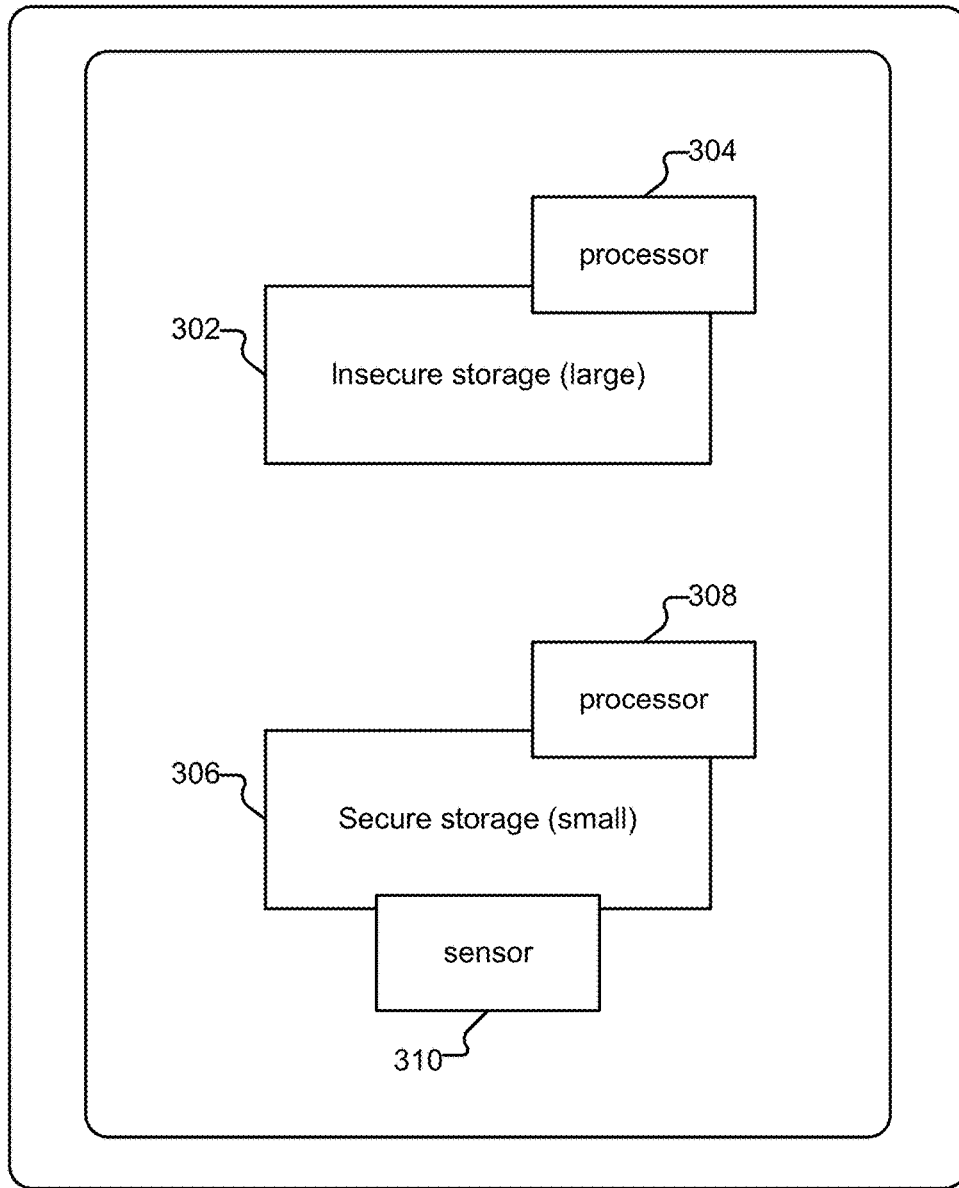 304
processor
302
Insecure storage (large)
308
processor
306
Secure storage (small)
sensor
310